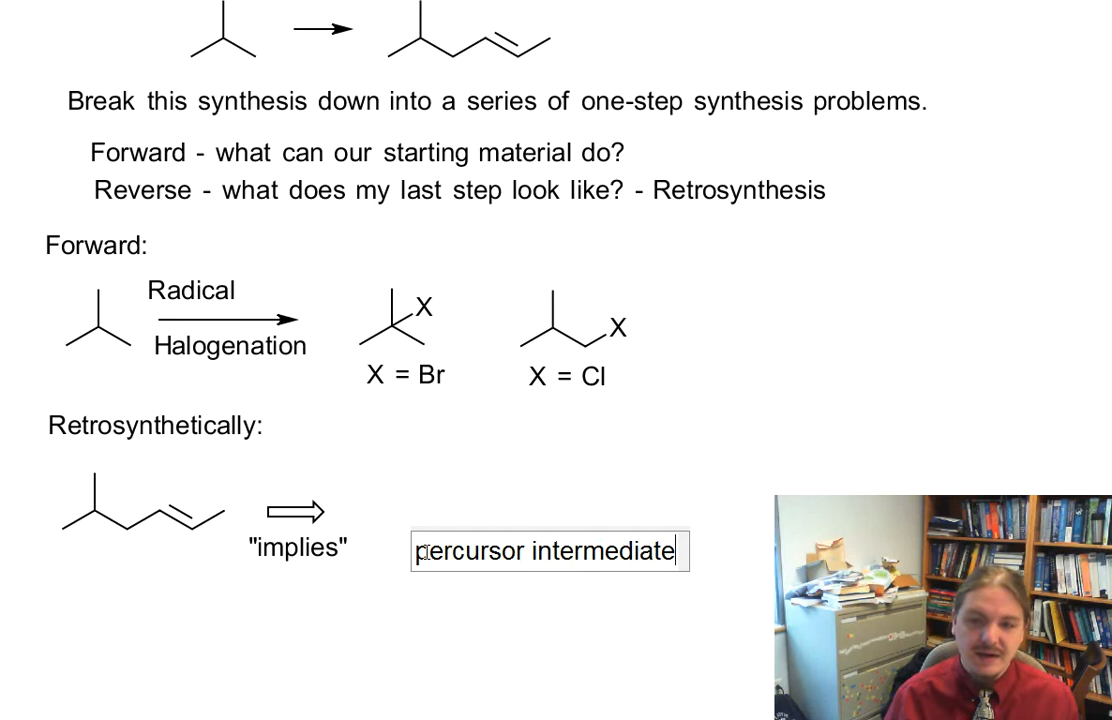 Break this synthesis down into a series of one-step synthesis problems.
Forward - what can our starting material do?
Reverse - what does my last step look like? - Retrosynthesis
Forward:
Radical
Halogenation
X
X
X = Br
X = Cl
Retrosynthetically:
"implies"
percursor intermediate